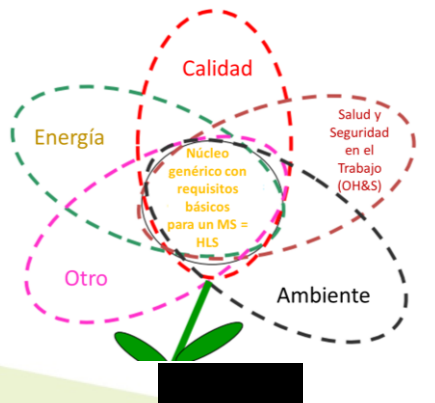 Calidad
Energía
Salud y
Seguridad
en el
Trabajo
(OH&S)
Núcleo
genérico con
requisitos
básicos
para un MS =
HLS
Otro
Ambiente